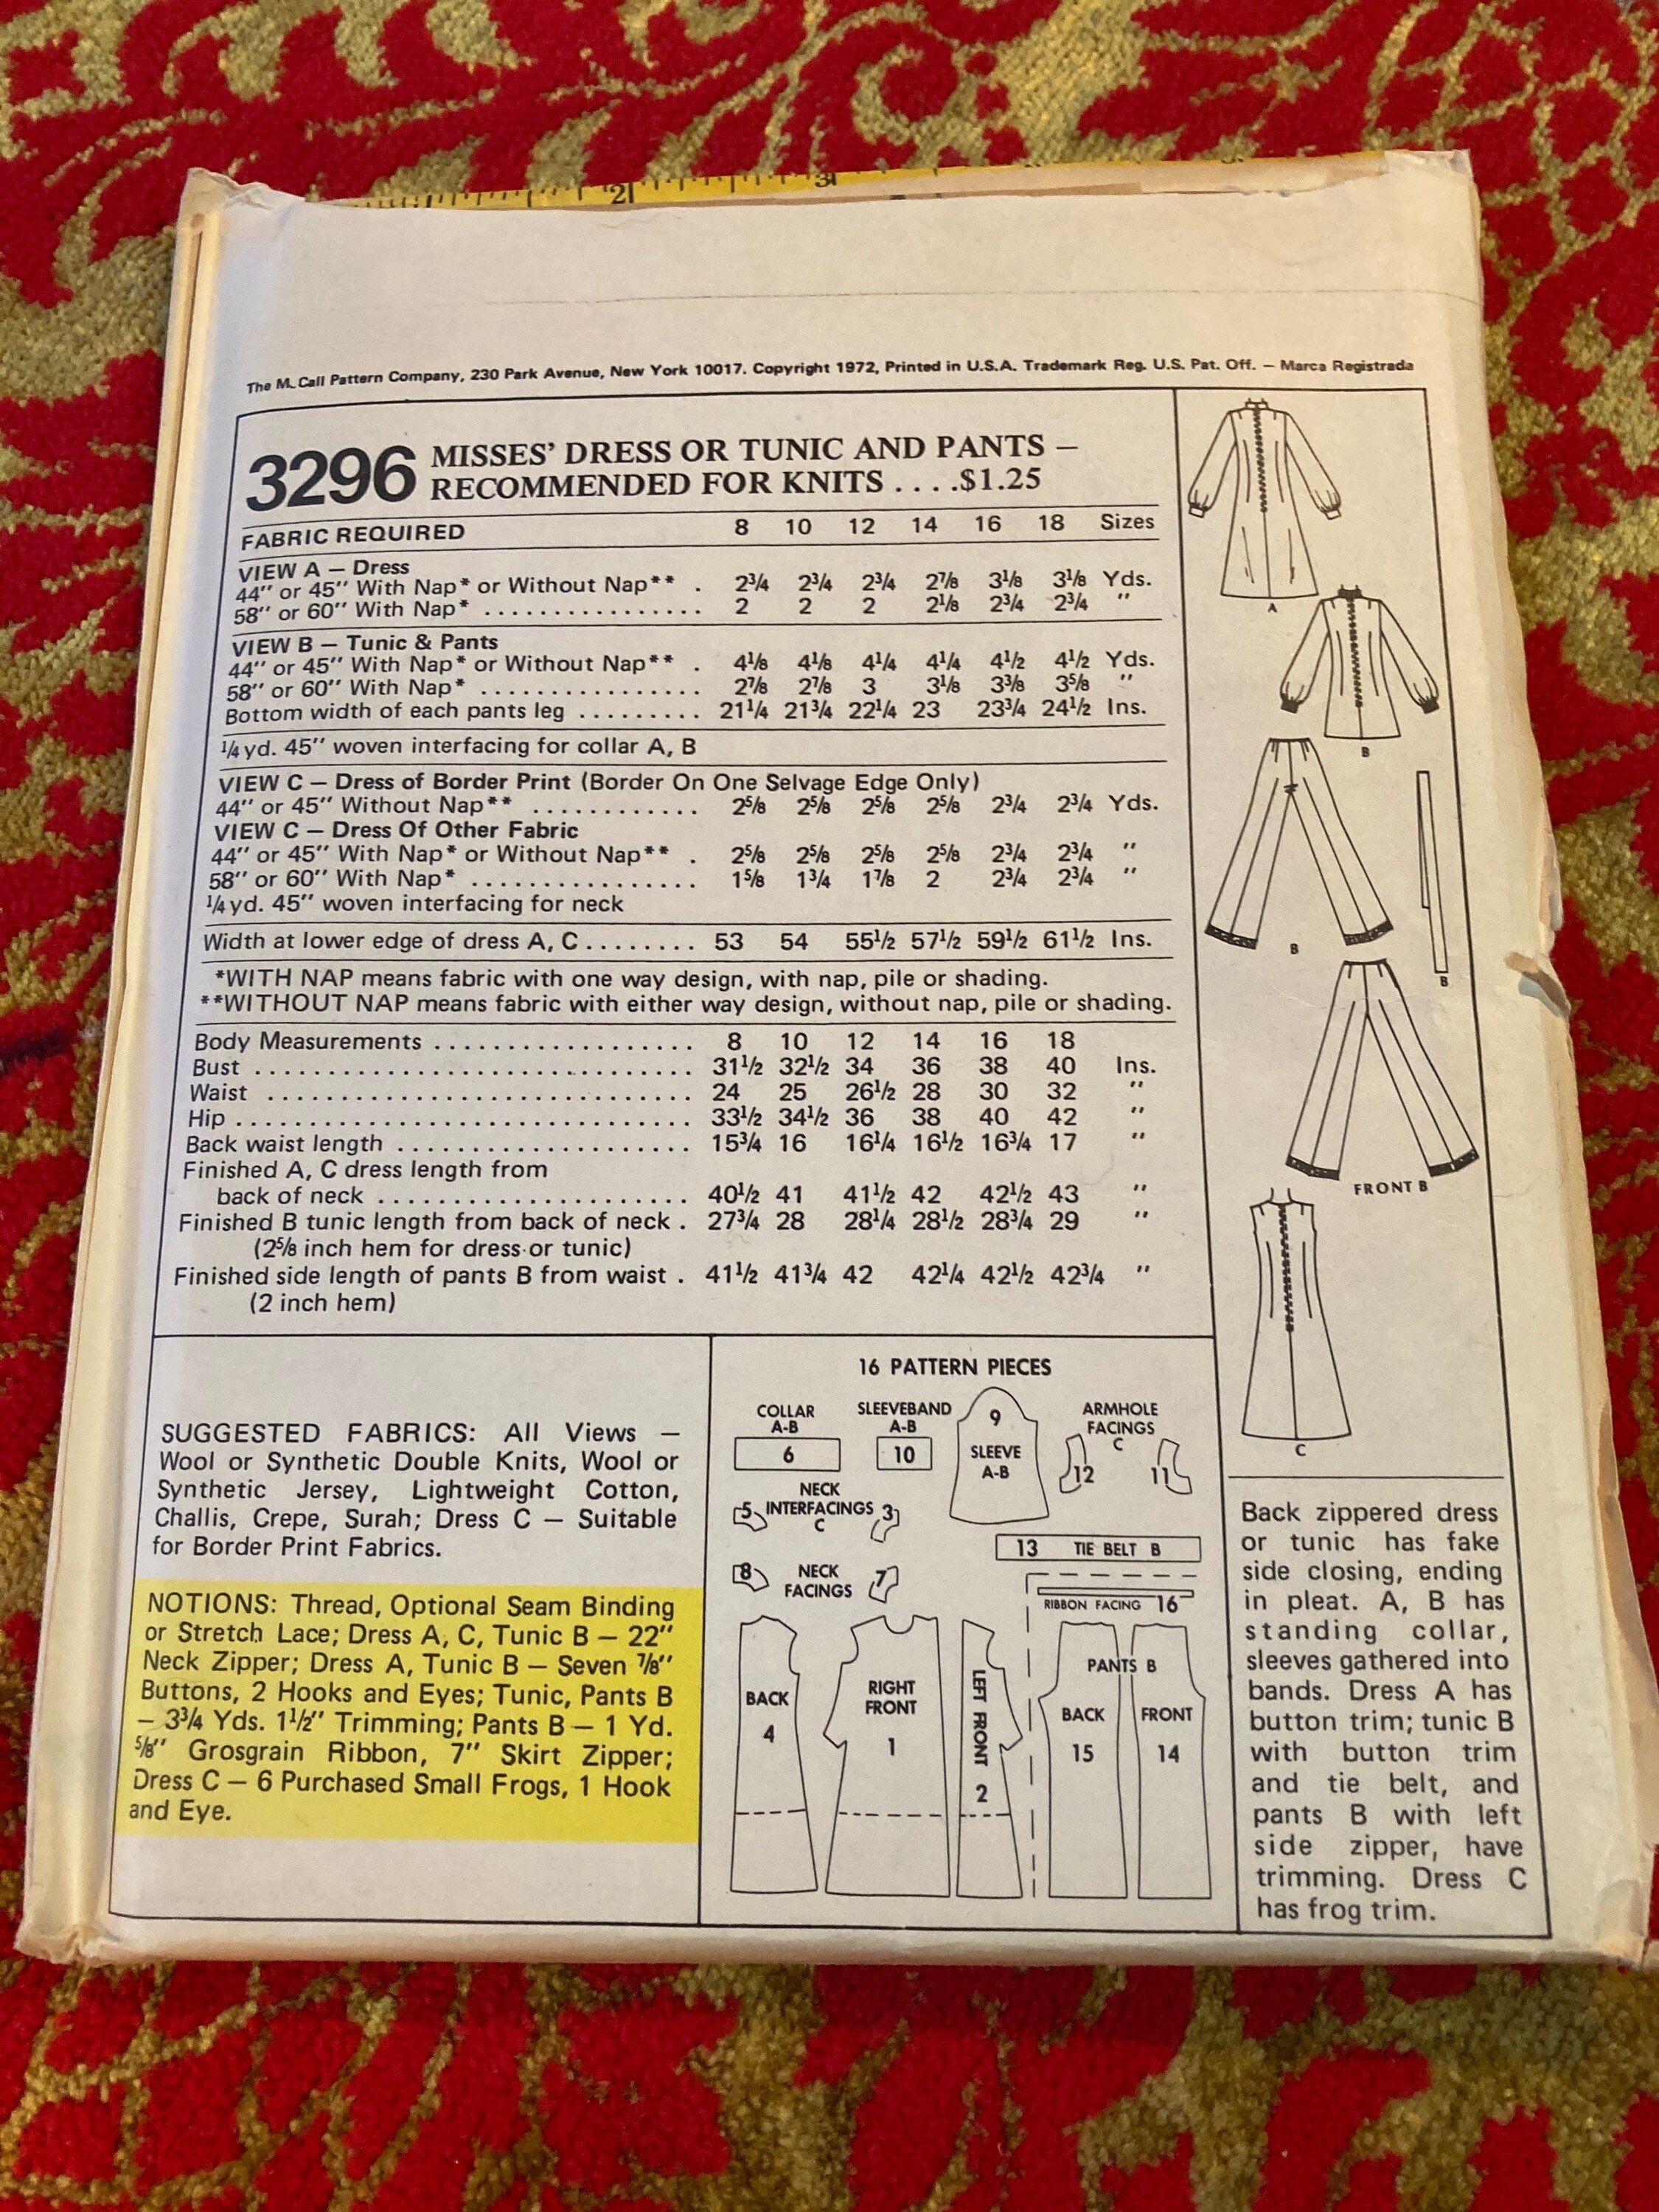 2 3
The McCall Pattern Company, 230 Park Avenue, New York 10017. Copyright 1972, Printed in U.S.A. Trademark Reg. U.S. Pat. Off. — Marca Registrada
3296 MISSES' DRESS OR TUNIC AND PANTS —
RECOMMENDED FOR KNITS . . . .$1.25
FABRIC REQUIRED 8 10 12 14 16 18 Sizes
VIEW A — Dress
44" or 45" With Nap* or Without Nap** . 2¾ 2¾ 2¾ 2⅞ 3⅛ 3⅛ Yds.
58" or 60" With Nap* ................ 2 2 2 2⅛ 2¾ 2¾ "
VIEW B — Tunic & Pants
44" or 45" With Nap* or Without Nap** . 4⅛ 4⅛ 4¼ 4¼ 4½ 4½ Yds.
58" or 60" With Nap* ................ 2⅞ 2⅞ 3 3⅛ 3⅜ 3⅝ "
Bottom width of each pants leg ......... 21¼ 21¾ 22¼ 23 23¾ 24½ Ins.
¼ yd. 45" woven interfacing for collar A, B
VIEW C — Dress of Border Print (Border On One Selvage Edge Only)
44" or 45" Without Nap** ............ 2⅝ 2⅝ 2⅝ 2⅝ 2¾ 2¾ Yds.
VIEW C — Dress Of Other Fabric
44" or 45" With Nap* or Without Nap** . 2⅝ 2⅝ 2⅝ 2⅝ 2¾ 2¾ "
58" or 60" With Nap* ................ 1⅝ 1¾ 1⅞ 2 2¾ 2¾ "
¼ yd. 45" woven interfacing for neck
Width at lower edge of dress A, C........ 53 54 55½ 57½ 59½ 61½ Ins.
*WITH NAP means fabric with one way design, with nap, pile or shading.
**WITHOUT NAP means fabric with either way design, without nap, pile or shading.
Body Measurements ................... 8 10 12 14 16 18
Bust ................................ 31½ 32½ 34 36 38 40 Ins.
Waist ............................... 24 25 26½ 28 30 32 "
Hip ................................. 33½ 34½ 36 38 40 42 "
Back waist length ..................... 15¾ 16 16¼ 16½ 16¾ 17 "
Finished A, C dress length from
back of neck ....................... 40½ 41 41½ 42 42½ 43 "
Finished B tunic length from back of neck . 27¾ 28 28¼ 28½ 28¾ 29 "
(2⅝ inch hem for dress or tunic)
Finished side length of pants B from waist . 41½ 41¾ 42 42¼ 42½ 42¾ "
(2 inch hem)
A
B
B
B
FRONT B
C
SUGGESTED FABRICS: All Views —
Wool or Synthetic Double Knits, Wool or
Synthetic Jersey, Lightweight Cotton,
Challis, Crepe, Surah; Dress C — Suitable
for Border Print Fabrics.
NOTIONS: Thread, Optional Seam Binding
or Stretch Lace; Dress A, C, Tunic B — 22"
Neck Zipper; Dress A, Tunic B — Seven ⅞"
Buttons, 2 Hooks and Eyes; Tunic, Pants B
— 3¾ Yds. 1½" Trimming; Pants B — 1 Yd.
⅝" Grosgrain Ribbon, 7" Skirt Zipper;
Dress C — 6 Purchased Small Frogs, 1 Hook
and Eye.
16 PATTERN PIECES
COLLAR
A-B
6
SLEEVEBAND
A-B
10
9
SLEEVE
A-B
ARMHOLE
FACINGS
C
12 11
NECK
5 INTERFACINGS 3
C
13 TIE BELT B
8 NECK 7
FACINGS
RIBBON FACING 16
BACK
4
RIGHT
FRONT
1
LEFT FRONT 2
PANTS B
BACK
15
FRONT
14
Back zippered dress
or tunic has fake
side closing, ending
in pleat. A, B has
standing collar,
sleeves gathered into
bands. Dress A has
button trim; tunic B
with button trim
and tie belt, and
pants B with left
side zipper, have
trimming. Dress C
has frog trim.